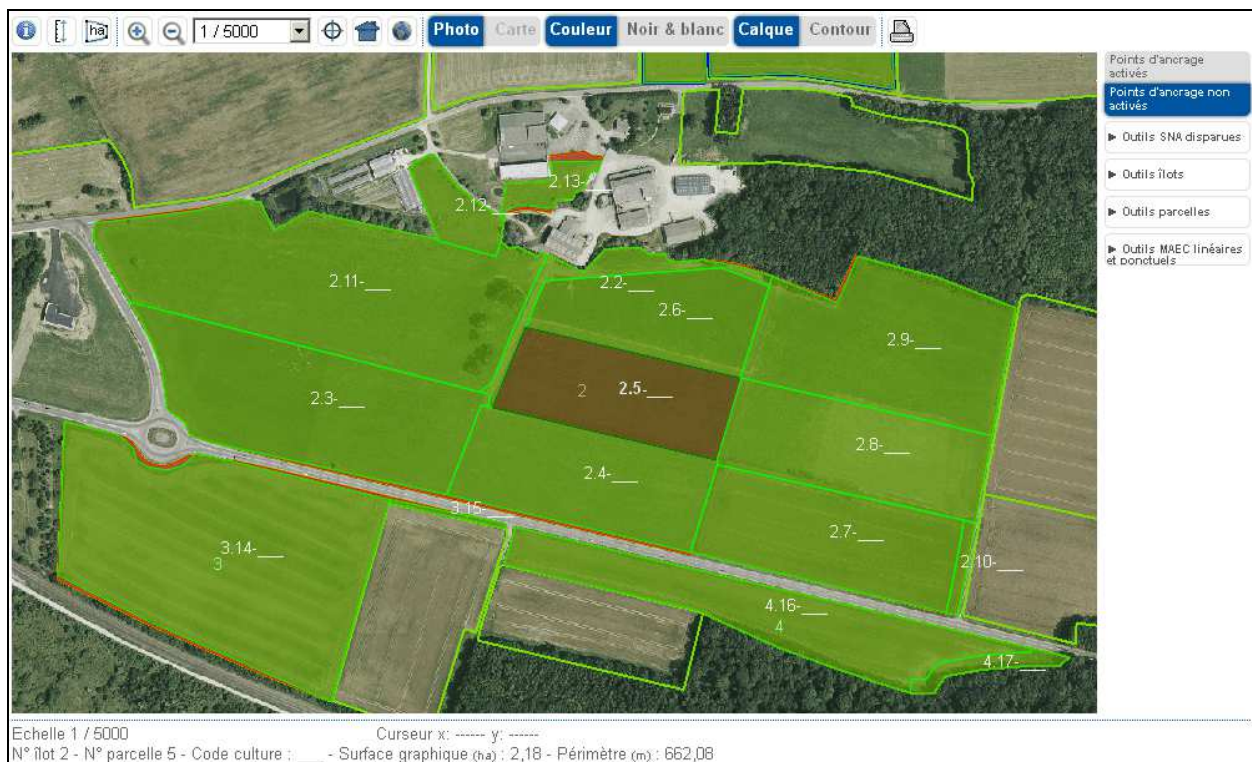 ha 1 / 5000 Photo Carte Couleur Noir & blanc Calque Contour
Points d'ancrage
activés
Points d'ancrage non
activés
▶ Outils SNA disparues
▶ Outils îlots
▶ Outils parcelles
▶ Outils MAEC linéaires
et ponctuels
2.13-___
2.12-___
2.11-___
2.2-___
2.6-___
2.9-___
2 2.5-___
2.3-___
2.8-___
2.4-___
3.15-___
2.7-___
3.14-___
3
2.10-___
4.16-___
4
4.17-___
Echelle 1 / 5000 Curseur x: ------ y: ------
N° îlot 2 - N° parcelle 5 - Code culture : ___ - Surface graphique (ha) : 2,18 - Périmètre (m) : 662,08